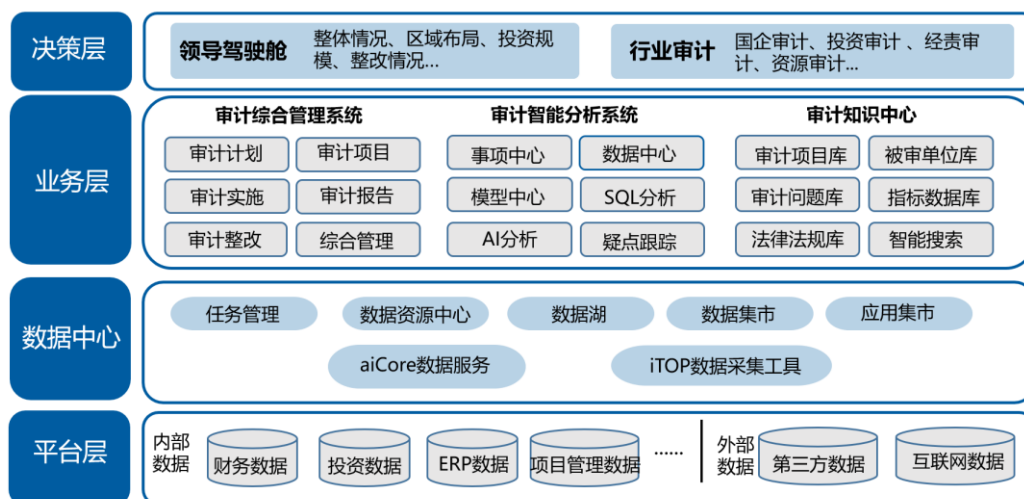 决策层
领导驾驶舱
整体情况、区域布局、投资规
模、整改情况...
行业审计
国企审计、投资审计 、经责审
计、资源审计...
业务层
审计综合管理系统
审计计划
审计项目
审计实施
审计报告
审计整改
综合管理
审计智能分析系统
事项中心
数据中心
模型中心
SQL分析
AI分析
疑点跟踪
审计知识中心
审计项目库
被审单位库
审计问题库
指标数据库
法律法规库
智能搜索
数据中心
任务管理
数据资源中心
数据湖
数据集市
应用集市
aiCore数据服务
iTOP数据采集工具
平台层
内部
数据
财务数据
投资数据
ERP数据
项目管理数据
......
外部
数据
第三方数据
互联网数据